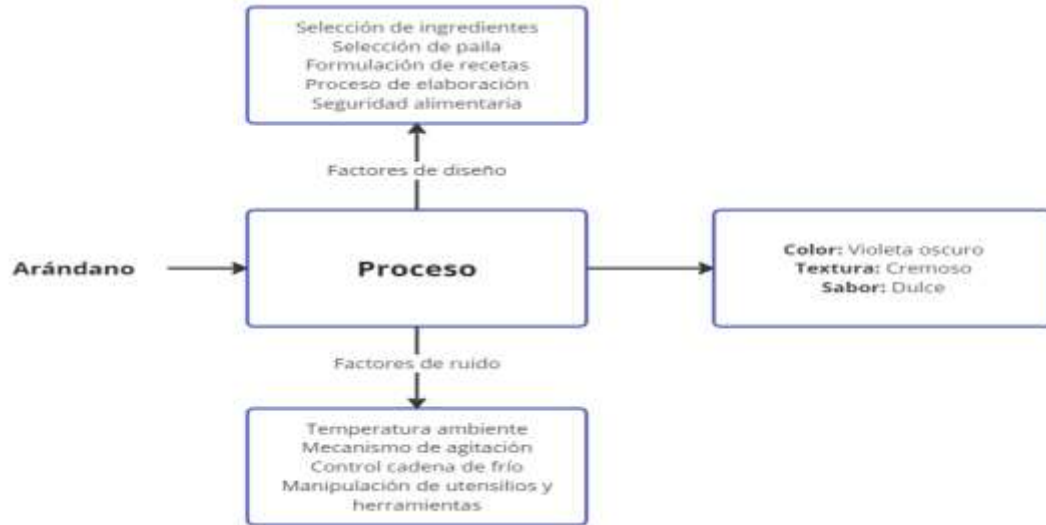 Selección de ingredientes
Selección de paila
Formulación de recetas
Proceso de elaboración
Seguridad alimentaria
Factores de diseño
Arándano
Proceso
Color: Violeta oscuro
Textura: Cremoso
Sabor: Dulce
Factores de ruido
Temperatura ambiente
Mecanismo de agitación
Control cadena de frío
Manipulación de utensilios y
herramientas